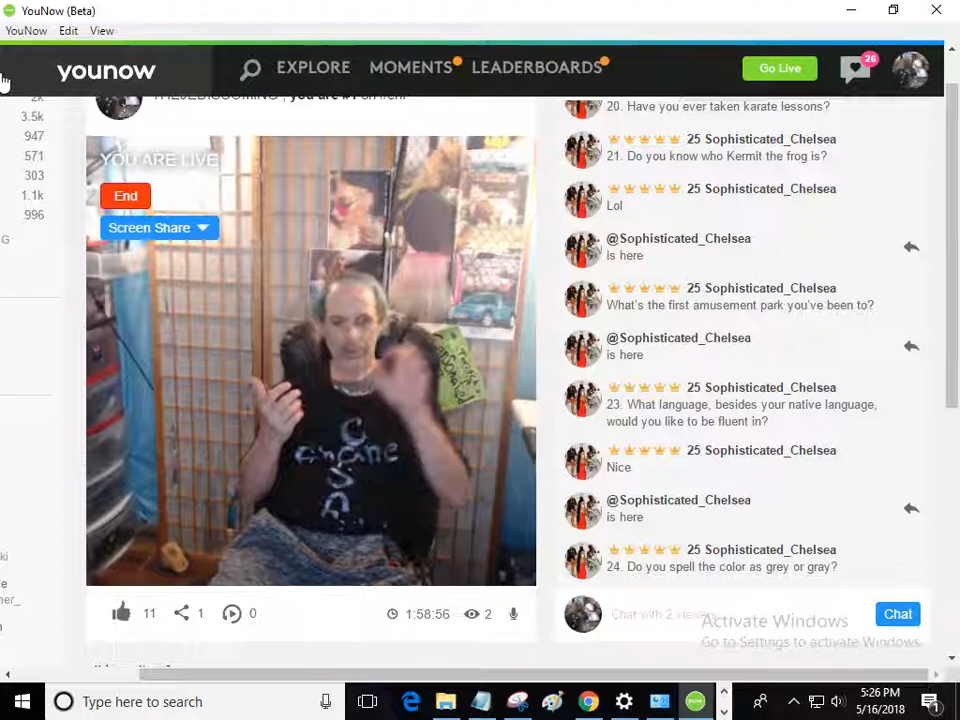 YouNow (Beta)
YouNow Edit View
younow EXPLORE MOMENTS LEADERBOARDS Go Live 26
2k
3.5k
947
571
303
1.1k
996
G
YOU ARE LIVE
End
Screen Share
20. Have you ever taken karate lessons?
25 Sophisticated_Chelsea
21. Do you know who Kermit the frog is?
25 Sophisticated_Chelsea
Lol
@Sophisticated_Chelsea
is here
25 Sophisticated_Chelsea
What's the first amusement park you've been to?
@Sophisticated_Chelsea
is here
25 Sophisticated_Chelsea
23. What language, besides your native language,
would you like to be fluent in?
25 Sophisticated_Chelsea
Nice
@Sophisticated_Chelsea
is here
25 Sophisticated_Chelsea
24. Do you spell the color as grey or gray?
11 1 0 1:58:56 2
Chat with 2 viewers Chat
Activate Windows
Go to Settings to activate Windows.
Type here to search
5:26 PM
5/16/2018
1